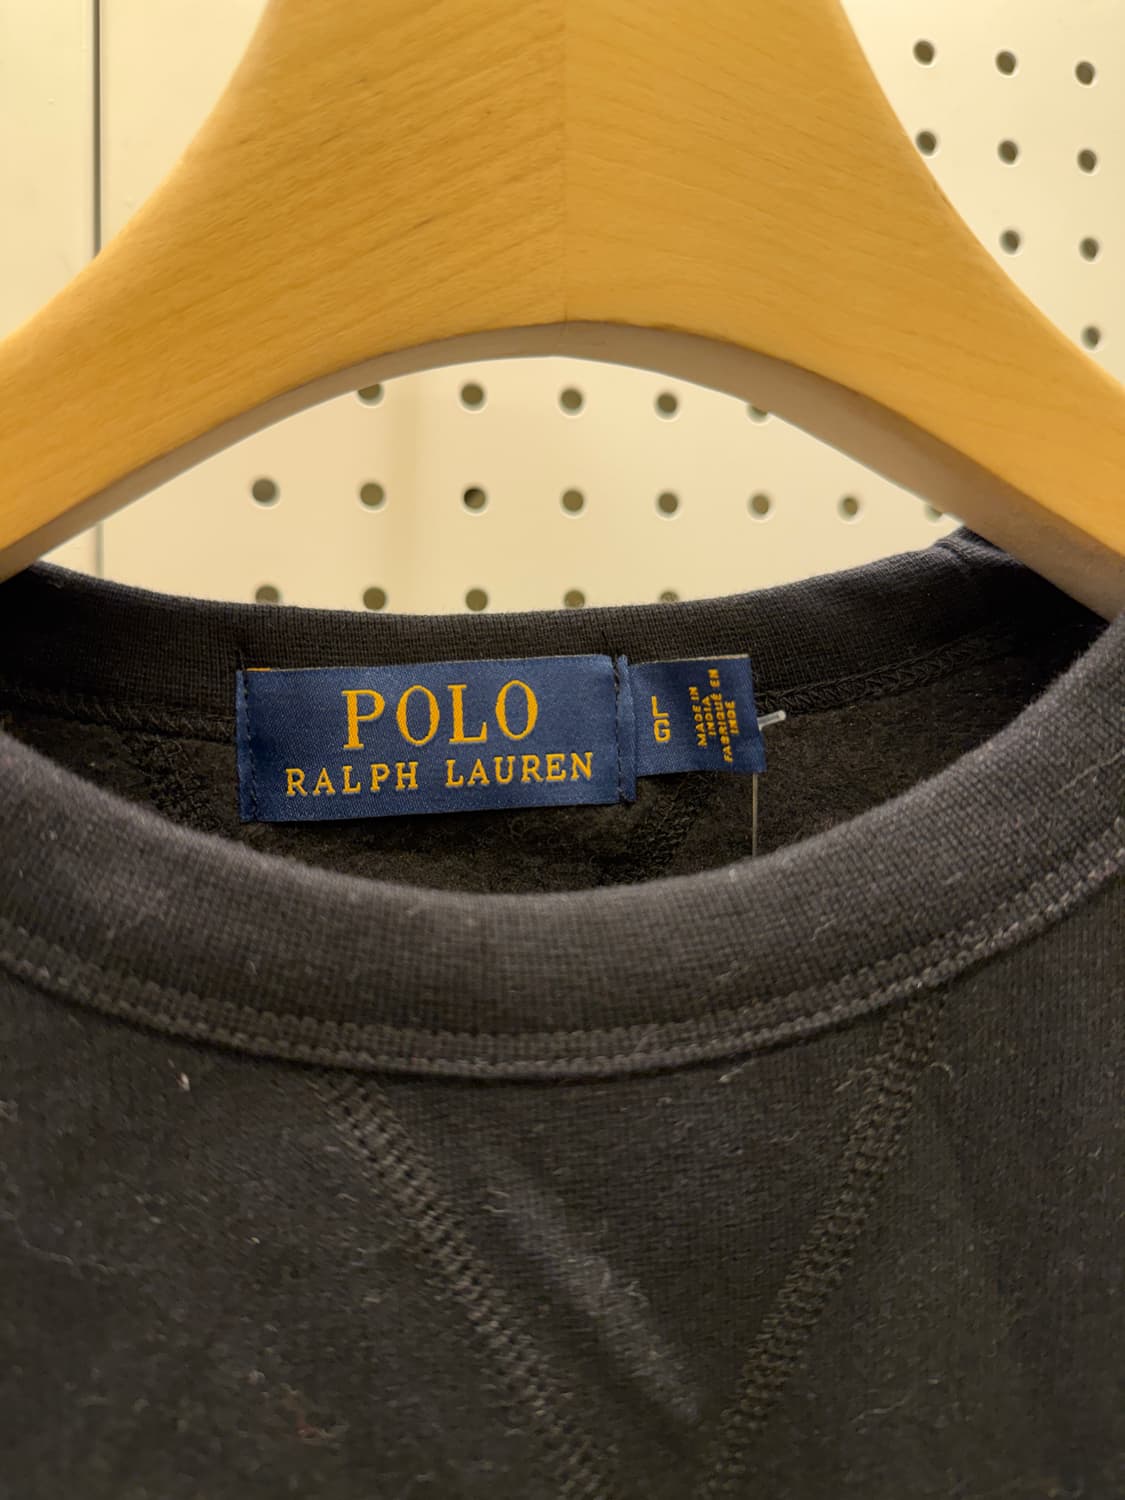 POLO
RALPH LAUREN
L
G
MADE IN
INDIA
FABRIQUÉ EN
INDE